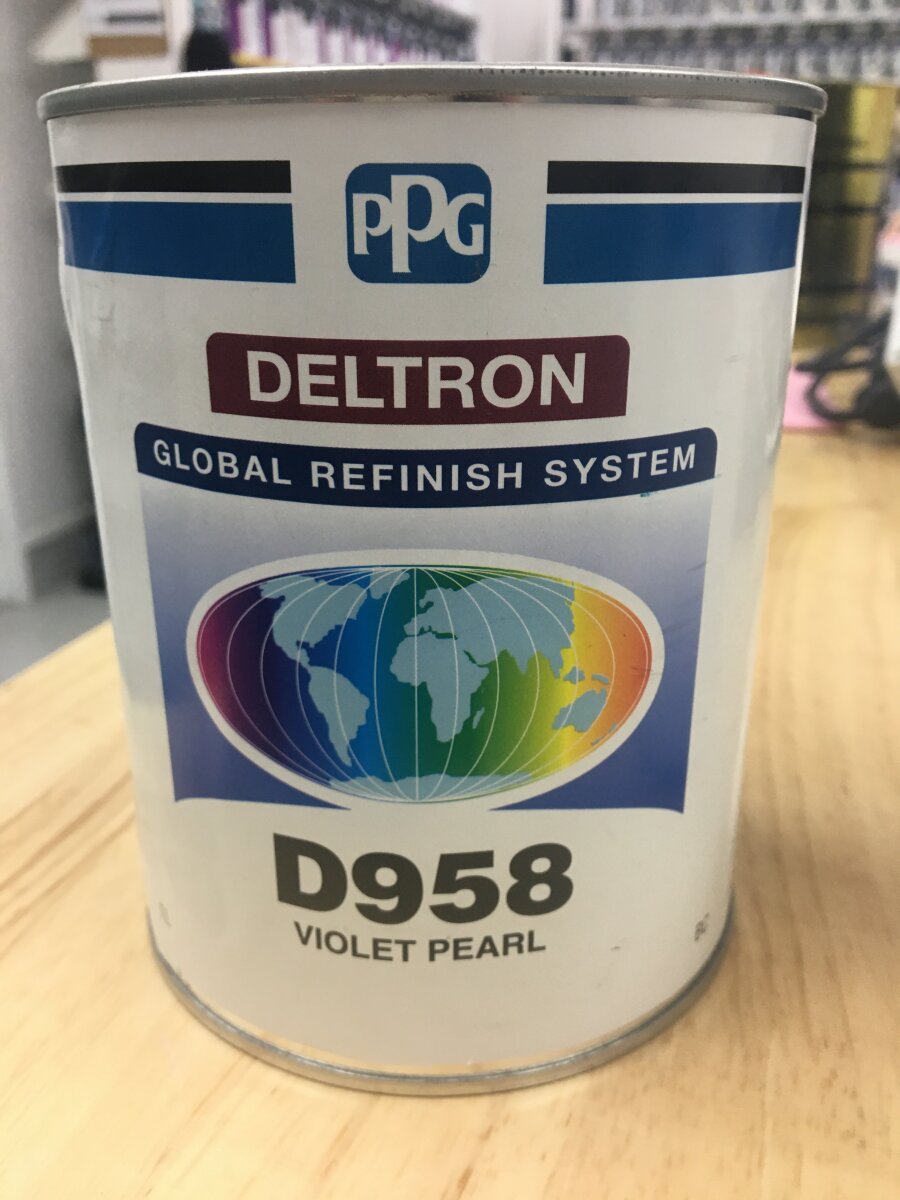 PPG
DELTRON
GLOBAL REFINISH SYSTEM
D958
VIOLET PEARL